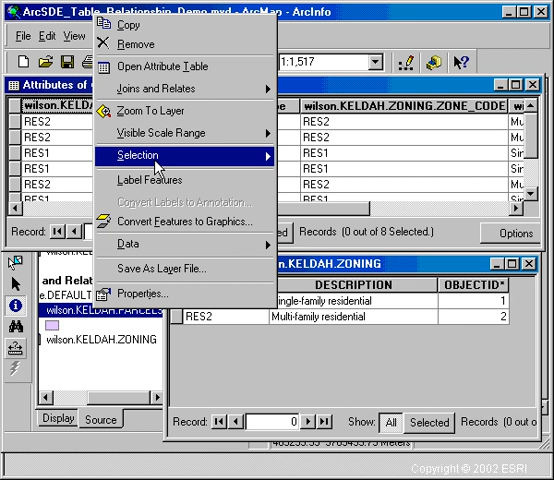 ArcSDE_Table_Relationship_Demo.mxd - ArcMap - ArcInfo
File Edit View
1:1,517
Copy
Remove
Open Attribute Table
Joins and Relates
Zoom To Layer
Visible Scale Range
Selection
Label Features
Convert Labels to Annotation...
Convert Features to Graphics...
Data
Save As Layer File...
Properties...
Attributes of
wilson.KELDA
wilson.KELDAH.ZONING.ZONE_CODE
RES2 RES2
RES2 RES2
RES1 RES1
RES1 RES1
RES2 RES2
RES1 RES1
Record:
Records (0 out of 8 Selected.)
Options
and Relat
e.DEFAULT
wilson.KELDAH.PARCELS
wilson.KELDAH.ZONING
Display Source
n.KELDAH.ZONING
DESCRIPTION OBJECTID*
ingle-family residential 1
RES2 Multi-family residential 2
Record: 0 Show: All Selected Records (0 out o
Copyright © 2002 ESRI